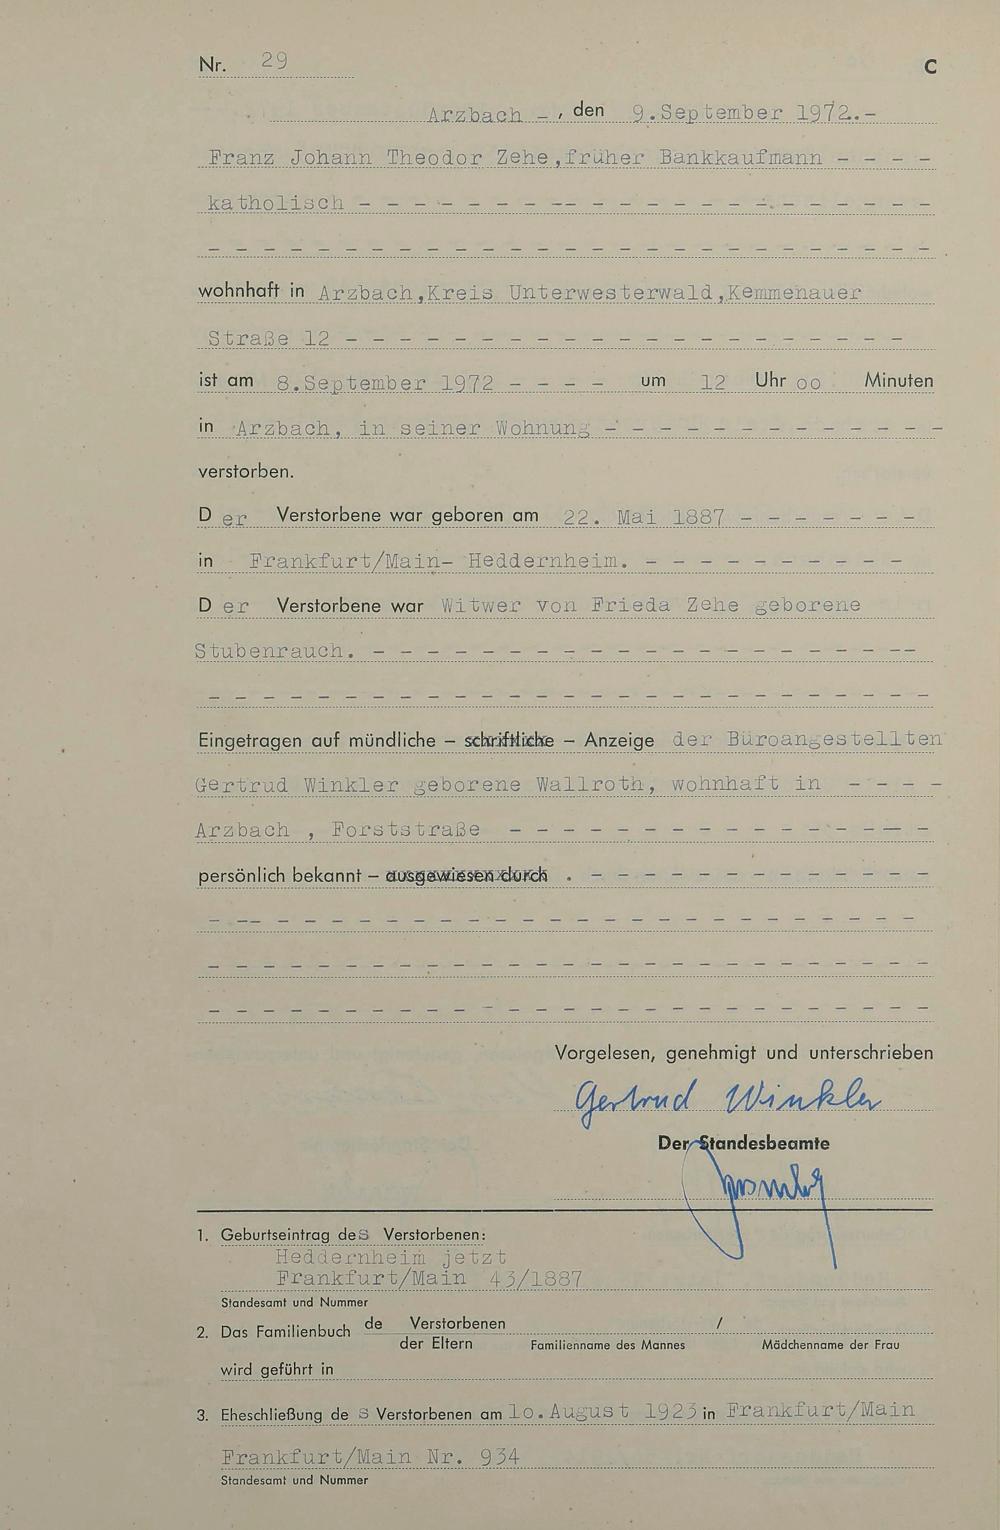 Nr. 29 C
Arzbach -, den 9.September 1972.-
Franz Johann Theodor Zehe,früher Bankkaufmann - - - -
katholisch - - - - - - - -- - - - - - - - - - - - -
- - - - - - - - - - - - - - - - - - - - - - - - - - -
wohnhaft in Arzbach,Kreis Unterwesterwald,Kemmenauer
Straße 12 - - - - - - - - - - - - - - - - - - - - -
ist am 8.September 1972 - - - - um 12 Uhr oo Minuten
in Arzbach, in seiner Wohnung - - - - - - - - - - - - -
verstorben.
Der Verstorbene war geboren am 22. Mai 1887 - - - - - - -
in Frankfurt/Main- Heddernheim. - - - - - - - - - -
Der Verstorbene war Witwer von Frieda Zehe geborene
Stubenrauch. - - - - - - - - - - - - - - - - - - - --
- - - - - - - - - - - - - - - - - - - - - - - - - - -
Eingetragen auf mündliche – schriftliche – Anzeige der Büroangestellten
Gertrud Winkler geborene Wallroth, wohnhaft in - - - -
Arzbach , Forststraße - - - - - - - - - - - - - - - -
persönlich bekannt – ausgewiesen durch . - - - - - - - - - - - - -
- -- - - - - - - - - - - - - - - - - - - - - - - - -
- - - - - - - - - - - - - - - - - - - - - - - - - - -
- - - - - - - - - - - - - - - - - - - - - - - - - - -
Vorgelesen, genehmigt und unterschrieben
Gertrud Winkler
Der Standesbeamte
1. Geburtseintrag des Verstorbenen:
Heddernheim jetzt
Frankfurt/Main 43/1887
Standesamt und Nummer
2. Das Familienbuch de Verstorbenen /
der Eltern Familienname des Mannes Mädchenname der Frau
wird geführt in
3. Eheschließung des Verstorbenen am lo.August 1923 in Frankfurt/Main
Frankfurt/Main Nr. 934
Standesamt und Nummer